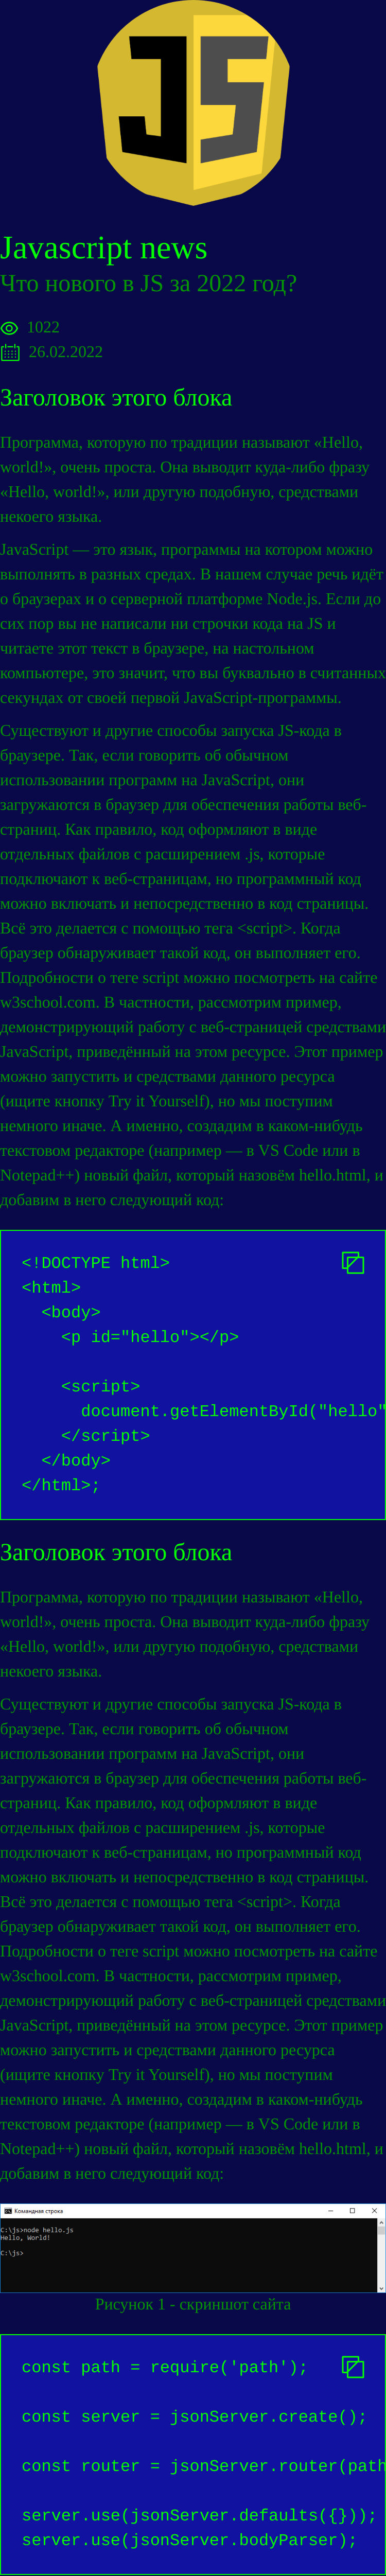 JS
Javascript news
Что нового в JS за 2022 год?
1022
26.02.2022
Заголовок этого блока
Программа, которую по традиции называют «Hello,
world!», очень проста. Она выводит куда-либо фразу
«Hello, world!», или другую подобную, средствами
некоего языка.
JavaScript — это язык, программы на котором можно
выполнять в разных средах. В нашем случае речь идёт
о браузерах и о серверной платформе Node.js. Если до
сих пор вы не написали ни строчки кода на JS и
читаете этот текст в браузере, на настольном
компьютере, это значит, что вы буквально в считанных
секундах от своей первой JavaScript-программы.
Существуют и другие способы запуска JS-кода в
браузере. Так, если говорить об обычном
использовании программ на JavaScript, они
загружаются в браузер для обеспечения работы веб-
страниц. Как правило, код оформляют в виде
отдельных файлов с расширением .js, которые
подключают к веб-страницам, но программный код
можно включать и непосредственно в код страницы.
Всё это делается с помощью тега <script>. Когда
браузер обнаруживает такой код, он выполняет его.
Подробности о теге script можно посмотреть на сайте
w3school.com. В частности, рассмотрим пример,
демонстрирующий работу с веб-страницей средствами
JavaScript, приведённый на этом ресурсе. Этот пример
можно запустить и средствами данного ресурса
(ищите кнопку Try it Yourself), но мы поступим
немного иначе. А именно, создадим в каком-нибудь
текстовом редакторе (например — в VS Code или в
Notepad++) новый файл, который назовём hello.html, и
добавим в него следующий код:
<!DOCTYPE html>
<html>
<body>
<p id="hello"></p>
<script>
document.getElementById("hello"
</script>
</body>
</html>;
Заголовок этого блока
Программа, которую по традиции называют «Hello,
world!», очень проста. Она выводит куда-либо фразу
«Hello, world!», или другую подобную, средствами
некоего языка.
Существуют и другие способы запуска JS-кода в
браузере. Так, если говорить об обычном
использовании программ на JavaScript, они
загружаются в браузер для обеспечения работы веб-
страниц. Как правило, код оформляют в виде
отдельных файлов с расширением .js, которые
подключают к веб-страницам, но программный код
можно включать и непосредственно в код страницы.
Всё это делается с помощью тега <script>. Когда
браузер обнаруживает такой код, он выполняет его.
Подробности о теге script можно посмотреть на сайте
w3school.com. В частности, рассмотрим пример,
демонстрирующий работу с веб-страницей средствами
JavaScript, приведённый на этом ресурсе. Этот пример
можно запустить и средствами данного ресурса
(ищите кнопку Try it Yourself), но мы поступим
немного иначе. А именно, создадим в каком-нибудь
текстовом редакторе (например — в VS Code или в
Notepad++) новый файл, который назовём hello.html, и
добавим в него следующий код:
Командная строка
C:\js>node hello.js
Hello, World!
C:\js>
Рисунок 1 - скриншот сайта
const path = require('path');
const server = jsonServer.create();
const router = jsonServer.router(path
server.use(jsonServer.defaults({}));
server.use(jsonServer.bodyParser);